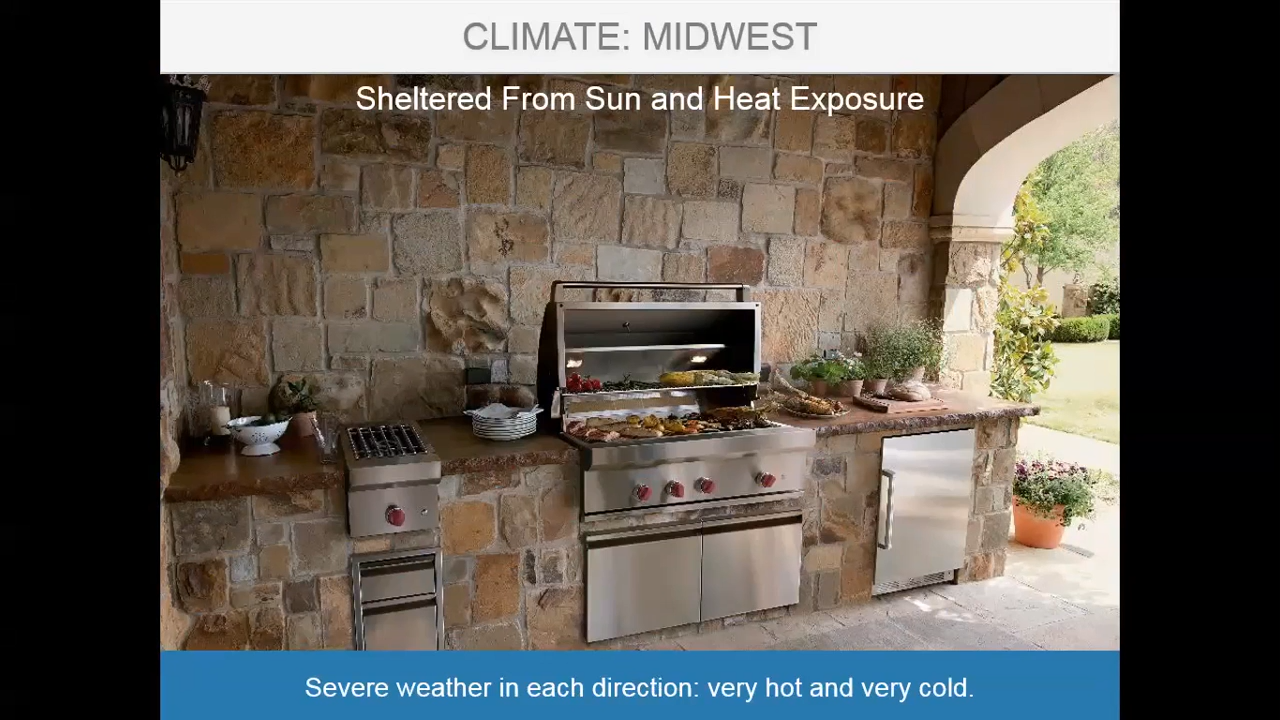 CLIMATE: MIDWEST
Sheltered From Sun and Heat Exposure
Severe weather in each direction: very hot and very cold.